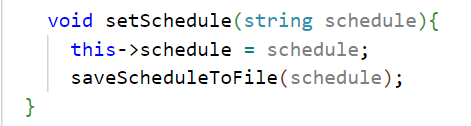 void setSchedule(string schedule){
this->schedule = schedule;
saveScheduleToFile(schedule);
}